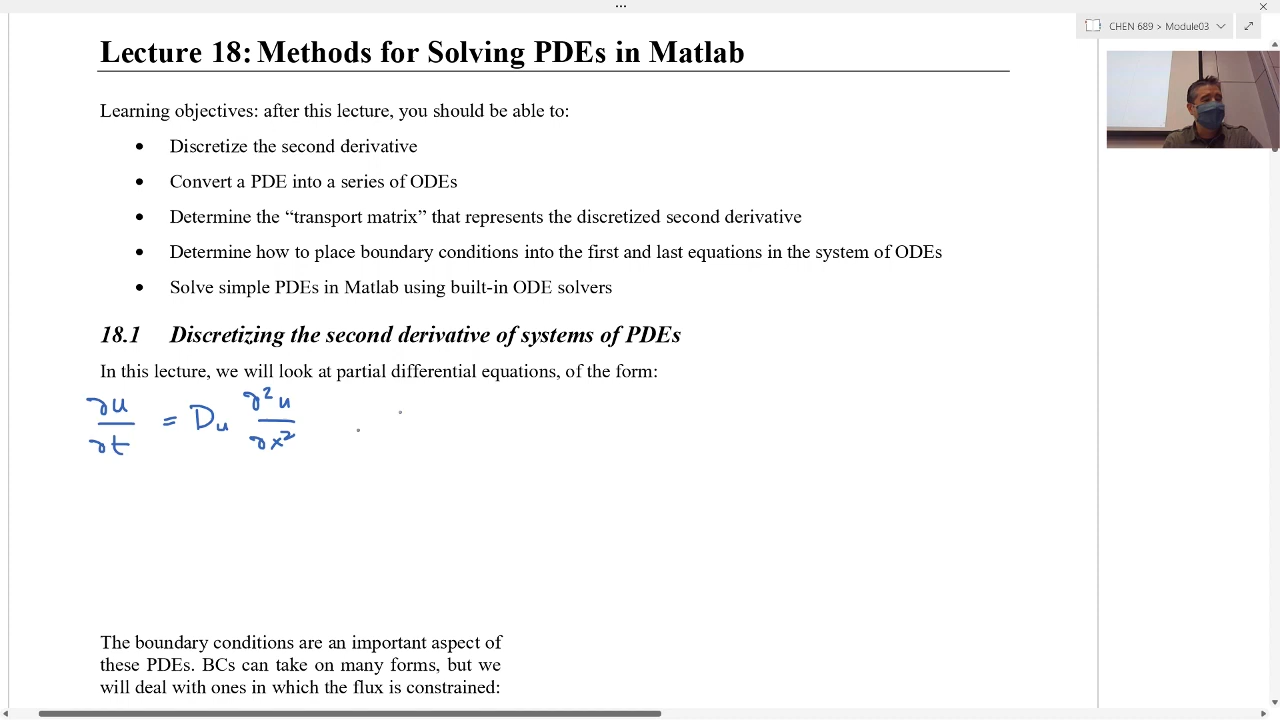 CHEN 689 > Module03
Lecture 18: Methods for Solving PDEs in Matlab
Learning objectives: after this lecture, you should be able to:
• Discretize the second derivative
• Convert a PDE into a series of ODEs
• Determine the “transport matrix” that represents the discretized second derivative
• Determine how to place boundary conditions into the first and last equations in the system of ODEs
• Solve simple PDEs in Matlab using built-in ODE solvers
18.1 Discretizing the second derivative of systems of PDEs
In this lecture, we will look at partial differential equations, of the form:
∂u/∂t = Dᵤ ∂²u/∂x²
The boundary conditions are an important aspect of
these PDEs. BCs can take on many forms, but we
will deal with ones in which the flux is constrained: